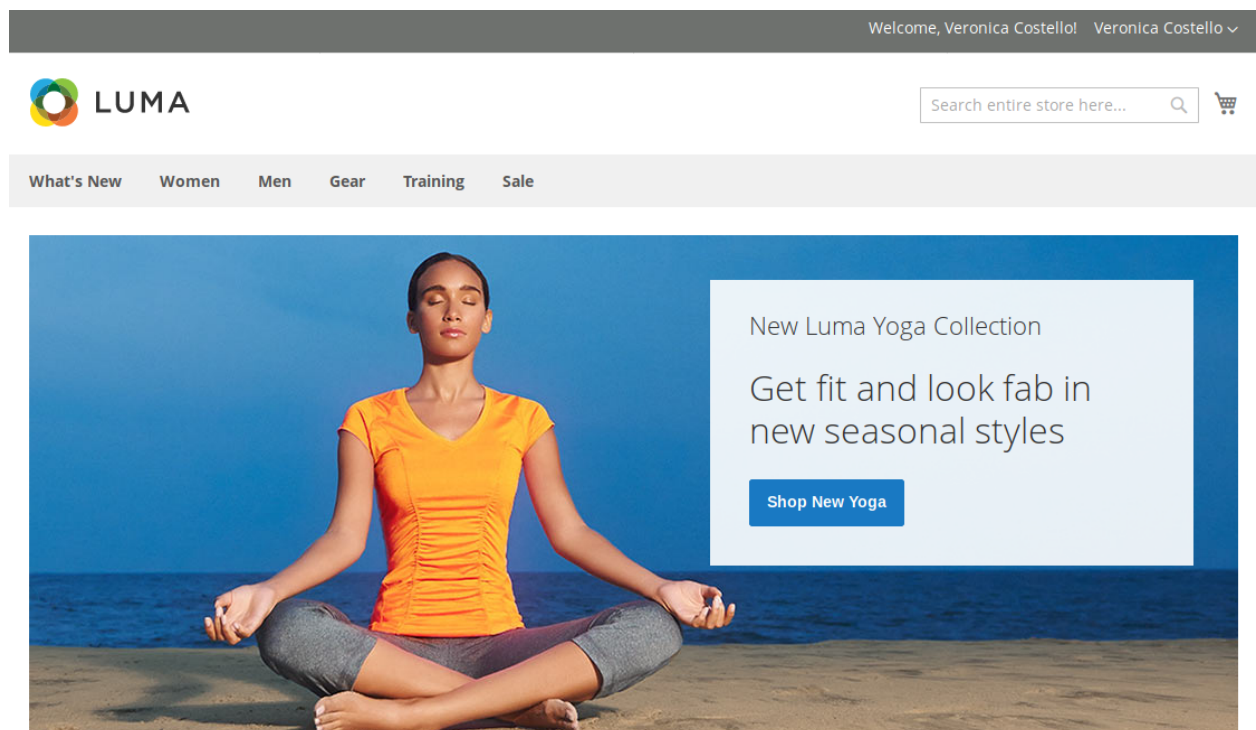 Welcome, Veronica Costello! Veronica Costello
LUMA
Search entire store here...
What's New Women Men Gear Training Sale
New Luma Yoga Collection
Get fit and look fab in
new seasonal styles
Shop New Yoga